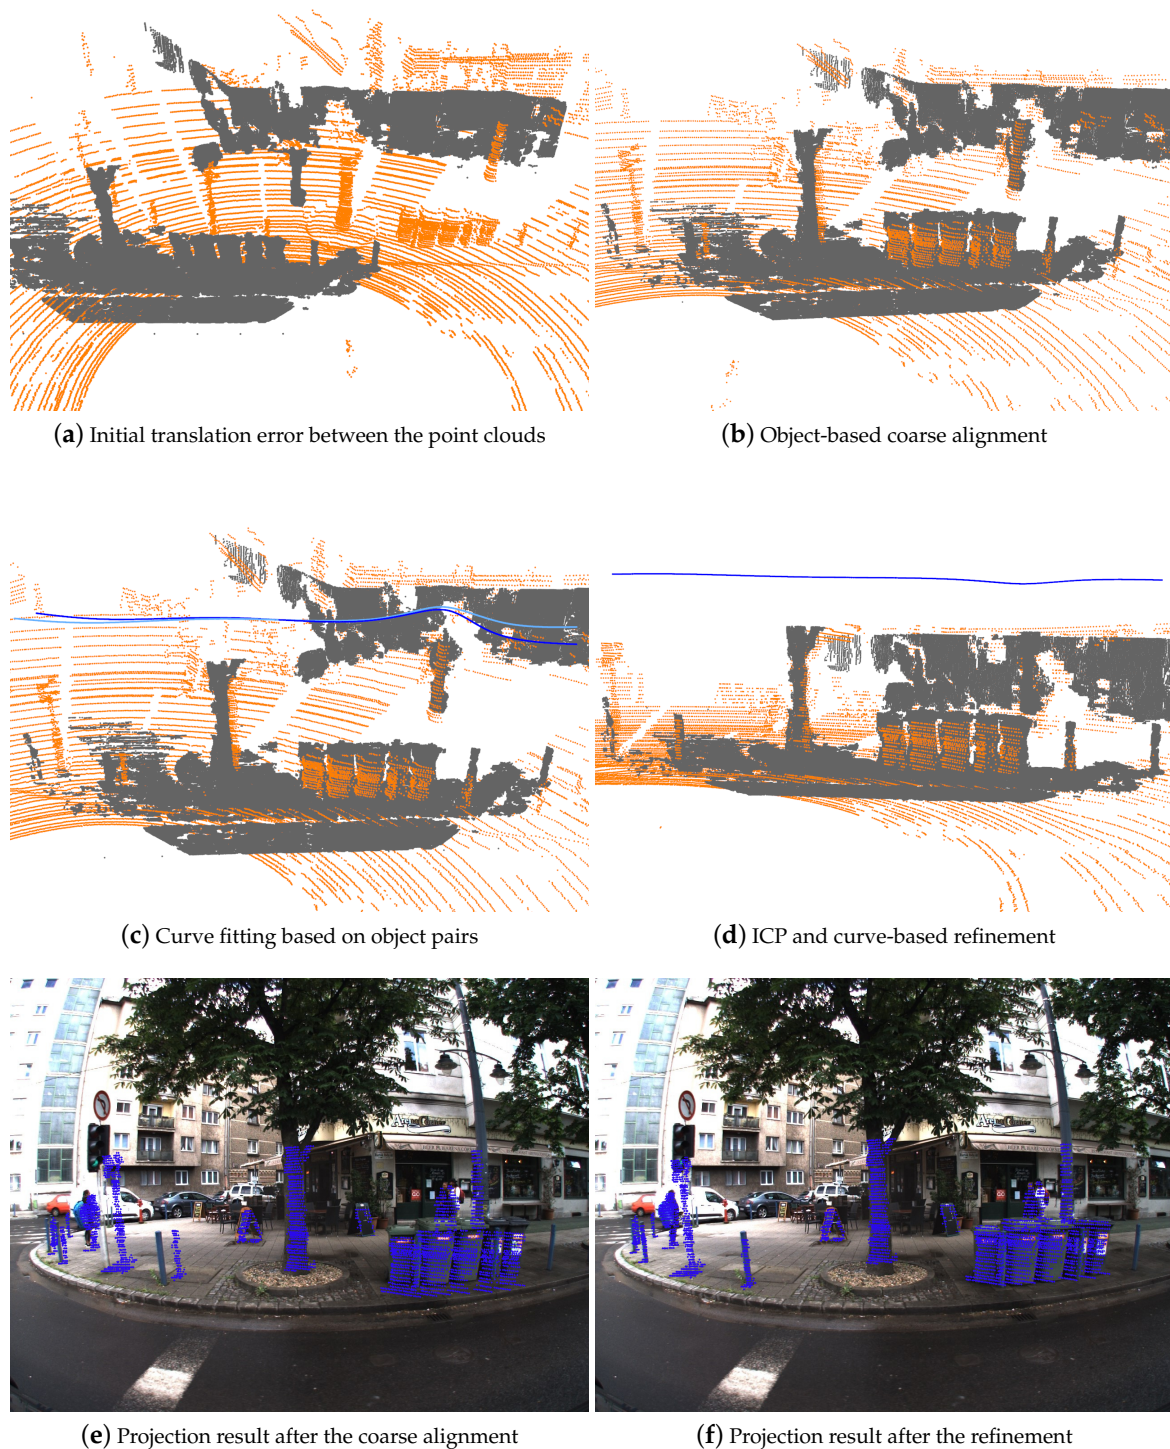 (a) Initial translation error between the point clouds
(b) Object-based coarse alignment
(c) Curve fitting based on object pairs
(d) ICP and curve-based refinement
(e) Projection result after the coarse alignment
(f) Projection result after the refinement